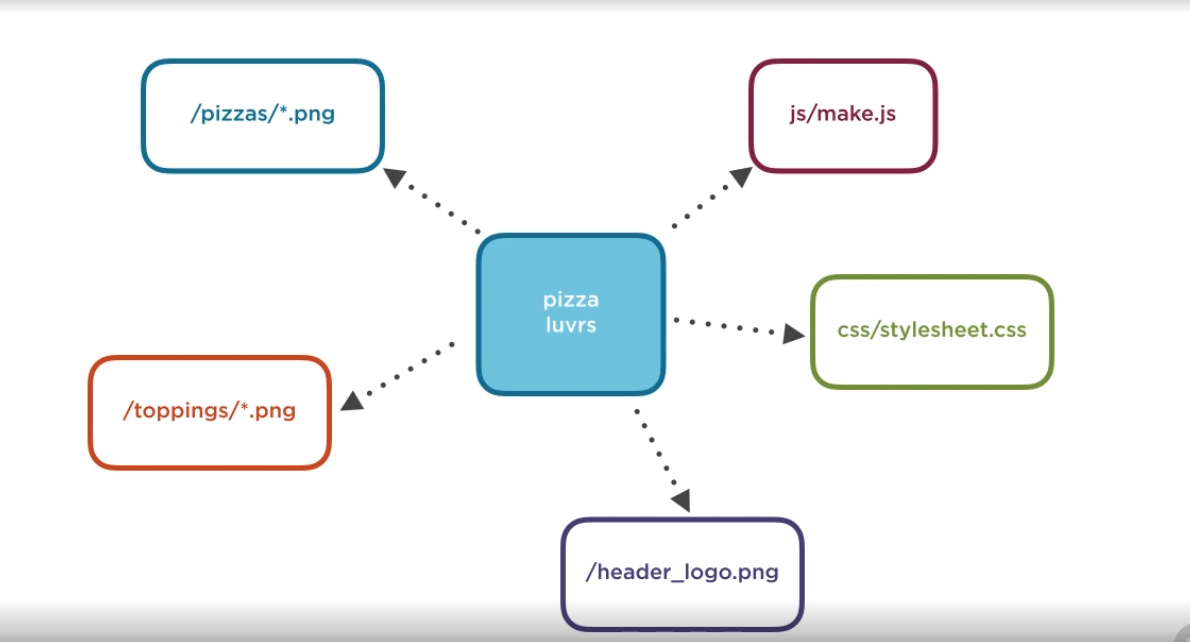 /pizzas/*.png
js/make.js
pizza
luvrs
css/stylesheet.css
/toppings/*.png
/header_logo.png